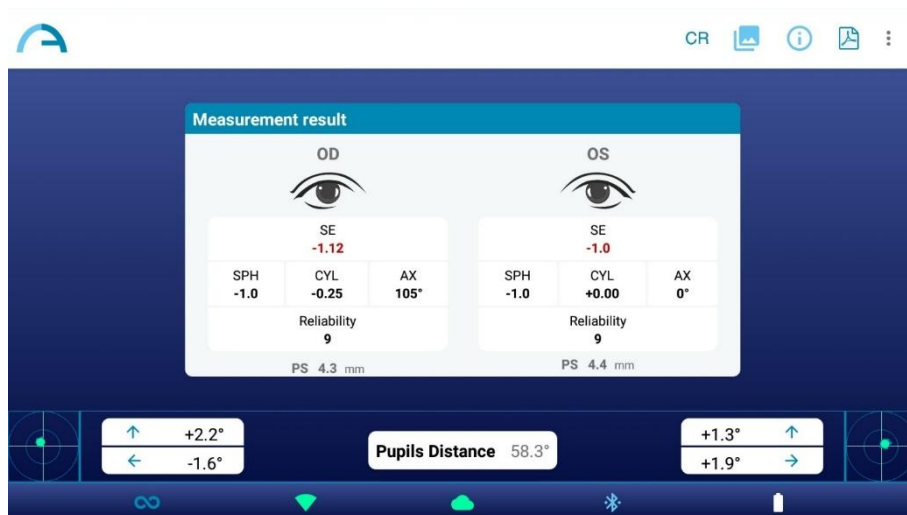 CR
Measurement result
OD OS
SE SE
-1.12 -1.0
SPH CYL AX SPH CYL AX
-1.0 -0.25 105° -1.0 +0.00 0°
Reliability Reliability
9 9
PS 4.3 mm PS 4.4 mm
+2.2° +1.3°
Pupils Distance 58.3°
-1.6° +1.9°